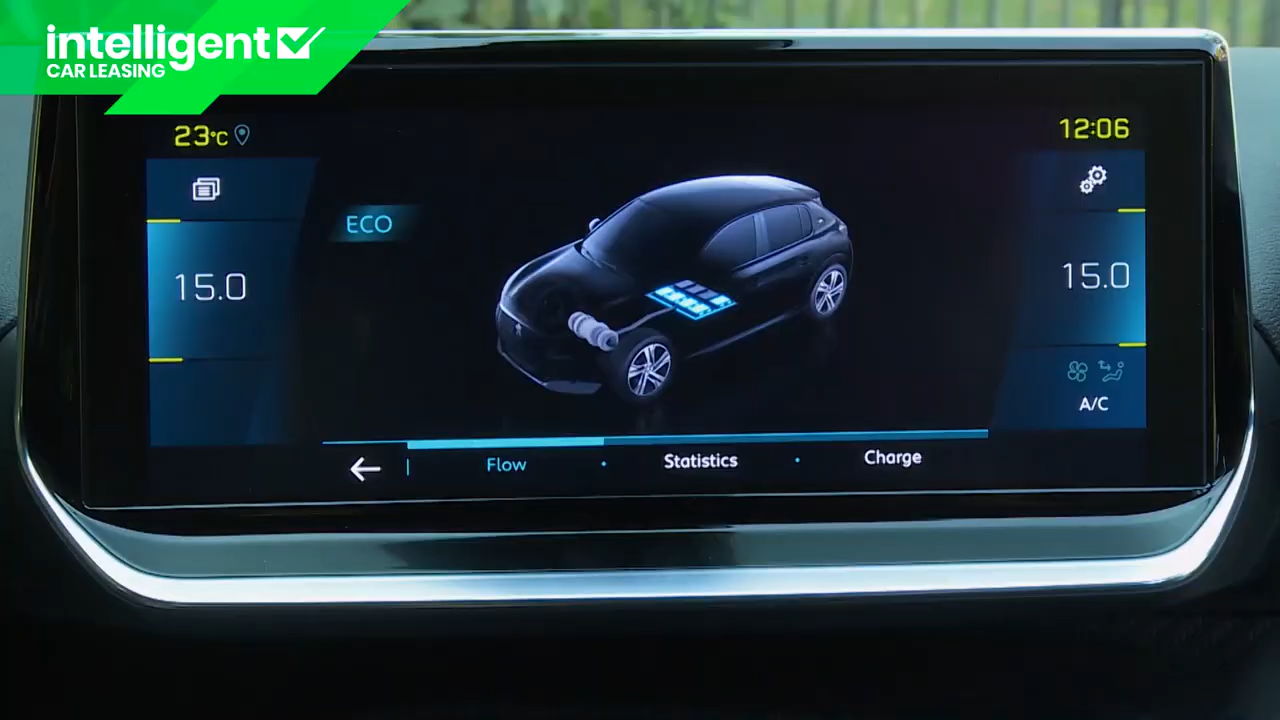 intelligent
CAR LEASING
23°C
12:06
ECO
15.0
15.0
A/C
Flow
Statistics
Charge